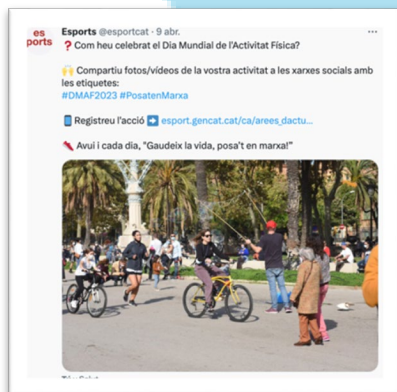 es
ports
Esports @esportcat · 9 abr.
❓Com heu celebrat el Dia Mundial de l'Activitat Física?
🙌 Compartiu fotos/vídeos de la vostra activitat a les xarxes socials amb
les etiquetes:
#DMAF2023 #PosatenMarxa
📱 Registreu l'acció ➡️ esport.gencat.cat/ca/arees_dactu...
👟 Avui i cada dia, "Gaudeix la vida, posa't en marxa!"